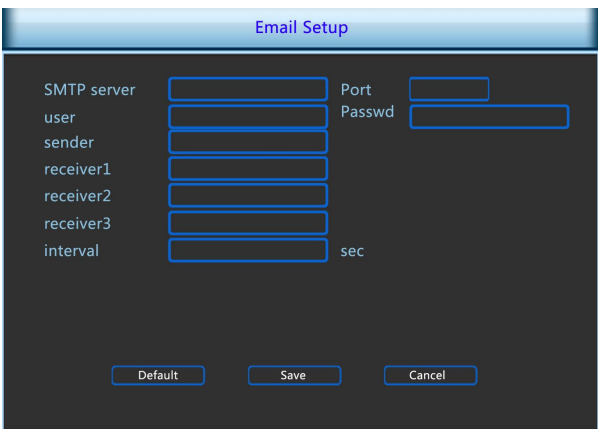 Email Setup
SMTP server Port
user Passwd
sender
receiver1
receiver2
receiver3
interval sec
Default Save Cancel